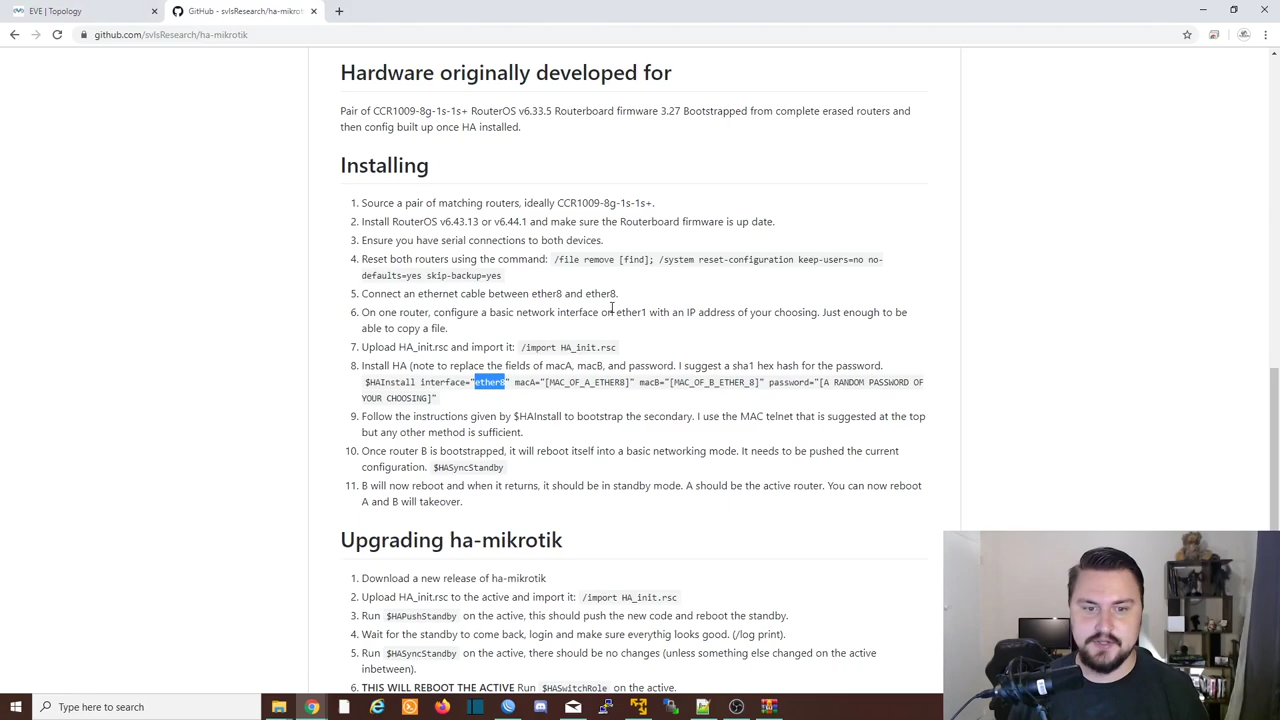 EVE | Topology
GitHub - svlsResearch/ha-mikroti
github.com/svlsResearch/ha-mikrotik
Hardware originally developed for
Pair of CCR1009-8g-1s-1s+ RouterOS v6.33.5 Routerboard firmware 3.27 Bootstrapped from complete erased routers and
then config built up once HA installed.
Installing
1. Source a pair of matching routers, ideally CCR1009-8g-1s-1s+.
2. Install RouterOS v6.43.13 or v6.44.1 and make sure the Routerboard firmware is up date.
3. Ensure you have serial connections to both devices.
4. Reset both routers using the command: /file remove [find]; /system reset-configuration keep-users=no no-
defaults=yes skip-backup=yes
5. Connect an ethernet cable between ether8 and ether8.
6. On one router, configure a basic network interface on ether1 with an IP address of your choosing. Just enough to be
able to copy a file.
7. Upload HA_init.rsc and import it: /import HA_init.rsc
8. Install HA (note to replace the fields of macA, macB, and password. I suggest a sha1 hex hash for the password.
$HAInstall interface="ether8" macA="[MAC_OF_A_ETHER8]" macB="[MAC_OF_B_ETHER_8]" password="[A RANDOM PASSWORD OF
YOUR CHOOSING]"
9. Follow the instructions given by $HAInstall to bootstrap the secondary. I use the MAC telnet that is suggested at the top
but any other method is sufficient.
10. Once router B is bootstrapped, it will reboot itself into a basic networking mode. It needs to be pushed the current
configuration. $HASyncStandby
11. B will now reboot and when it returns, it should be in standby mode. A should be the active router. You can now reboot
A and B will takeover.
Upgrading ha-mikrotik
1. Download a new release of ha-mikrotik
2. Upload HA_init.rsc to the active and import it: /import HA_init.rsc
3. Run $HAPushStandby on the active, this should push the new code and reboot the standby.
4. Wait for the standby to come back, login and make sure everythig looks good. (/log print).
5. Run $HASyncStandby on the active, there should be no changes (unless something else changed on the active
inbetween).
6. THIS WILL REBOOT THE ACTIVE Run $HASwitchRole on the active.
Type here to search